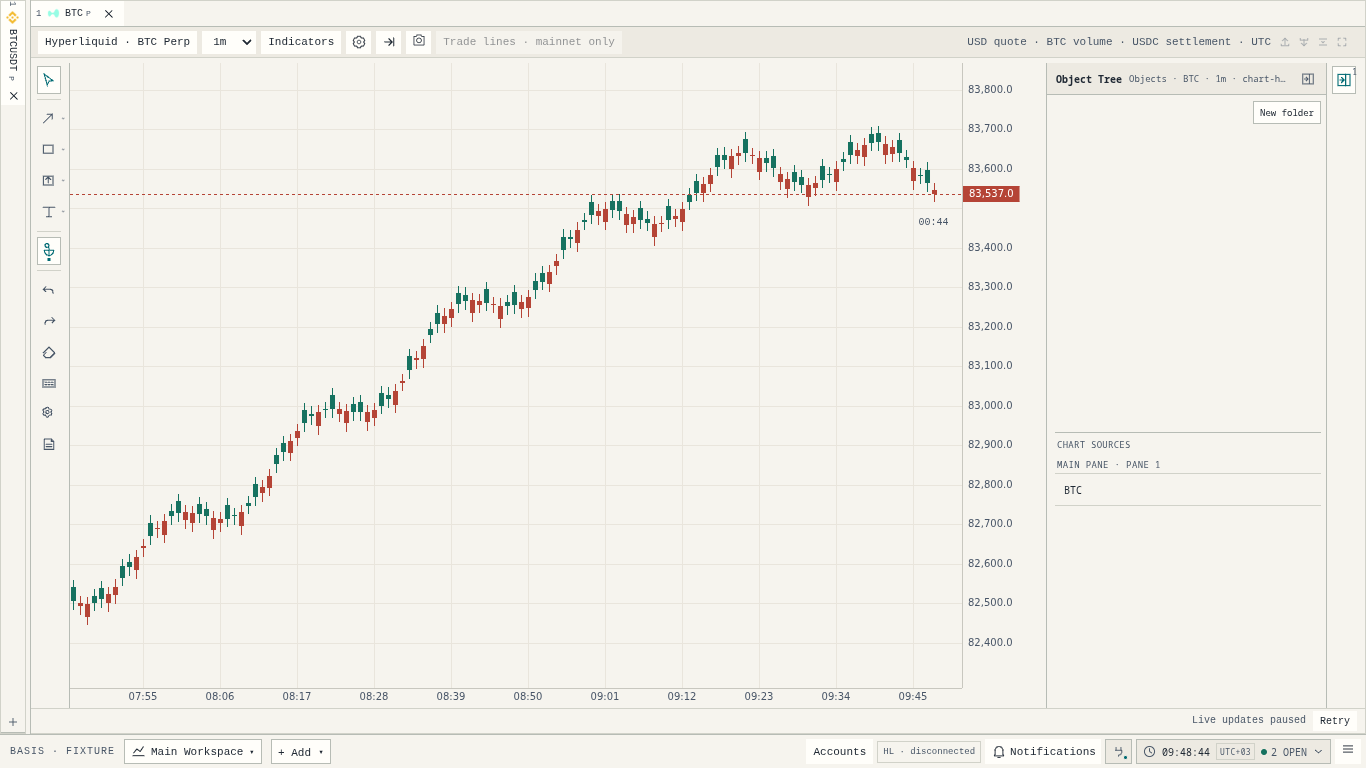 1
BTCUSDT P
1 BTC P
Hyperliquid · BTC Perp
1m
Indicators
Trade lines · mainnet only
USD quote · BTC volume · USDC settlement · UTC
83,800.0
83,700.0
83,600.0
83,537.0
00:44
83,400.0
83,300.0
83,200.0
83,100.0
83,000.0
82,900.0
82,800.0
82,700.0
82,600.0
82,500.0
82,400.0
07:55 08:06 08:17 08:28 08:39 08:50 09:01 09:12 09:23 09:34 09:45
Object Tree Objects · BTC · 1m · chart-h…
1
New folder
CHART SOURCES
MAIN PANE · PANE 1
BTC
Live updates paused Retry
BASIS · FIXTURE
Main Workspace
+ Add
Accounts
HL · disconnected
Notifications
09:48:44 UTC+03 2 OPEN